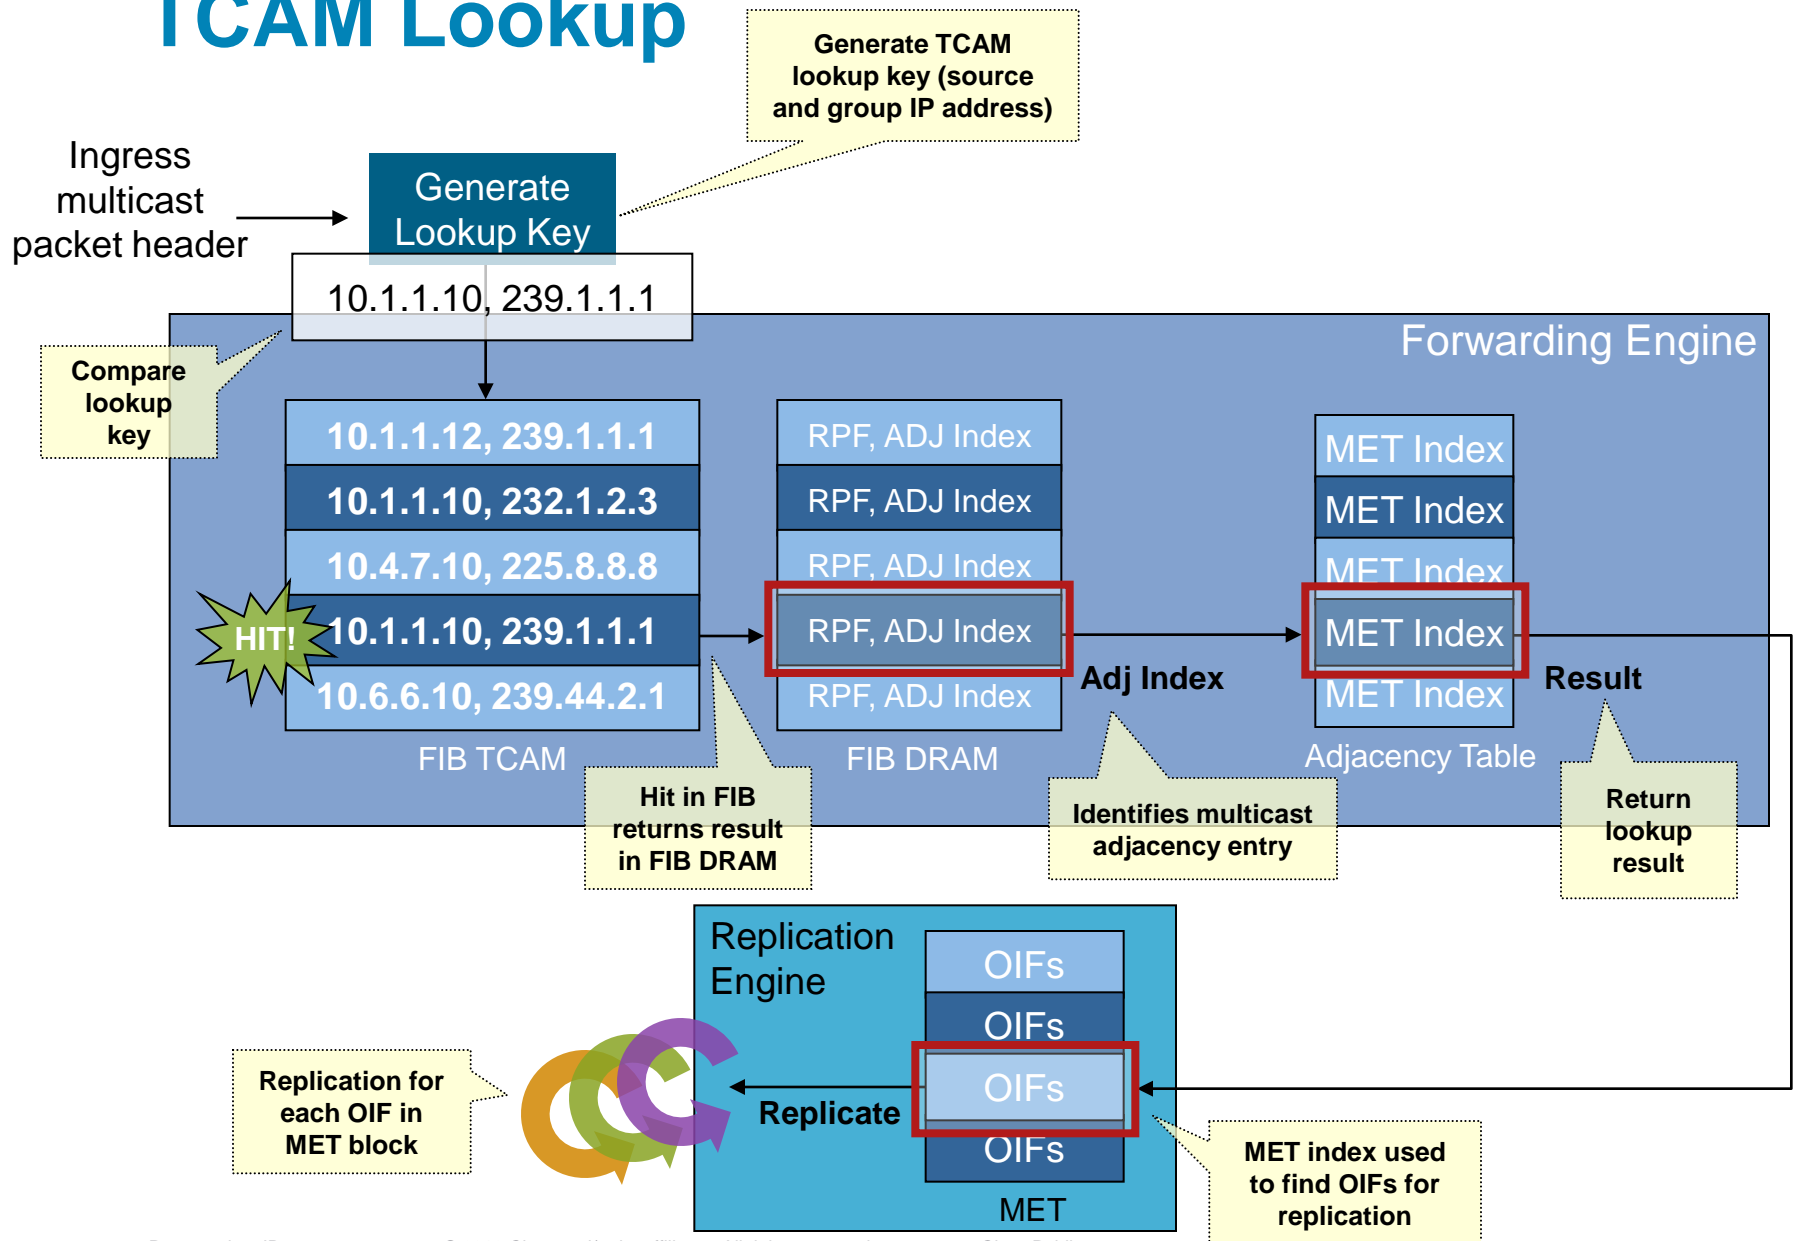 TCAM Lookup
Generate TCAM
lookup key (source
and group IP address)
Ingress
multicast
packet header
Generate
Lookup Key
10.1.1.10, 239.1.1.1
Forwarding Engine
Compare
lookup
key
10.1.1.12, 239.1.1.1
10.1.1.10, 232.1.2.3
10.4.7.10, 225.8.8.8
HIT!
10.1.1.10, 239.1.1.1
10.6.6.10, 239.44.2.1
FIB TCAM
RPF, ADJ Index
RPF, ADJ Index
RPF, ADJ Index
RPF, ADJ Index
RPF, ADJ Index
FIB DRAM
Adj Index
MET Index
MET Index
MET Index
MET Index
MET Index
Adjacency Table
Result
Hit in FIB
returns result
in FIB DRAM
Identifies multicast
adjacency entry
Return
lookup
result
Replication
Engine
OIFs
OIFs
OIFs
OIFs
MET
Replicate
Replication for
each OIF in
MET block
MET index used
to find OIFs for
replication